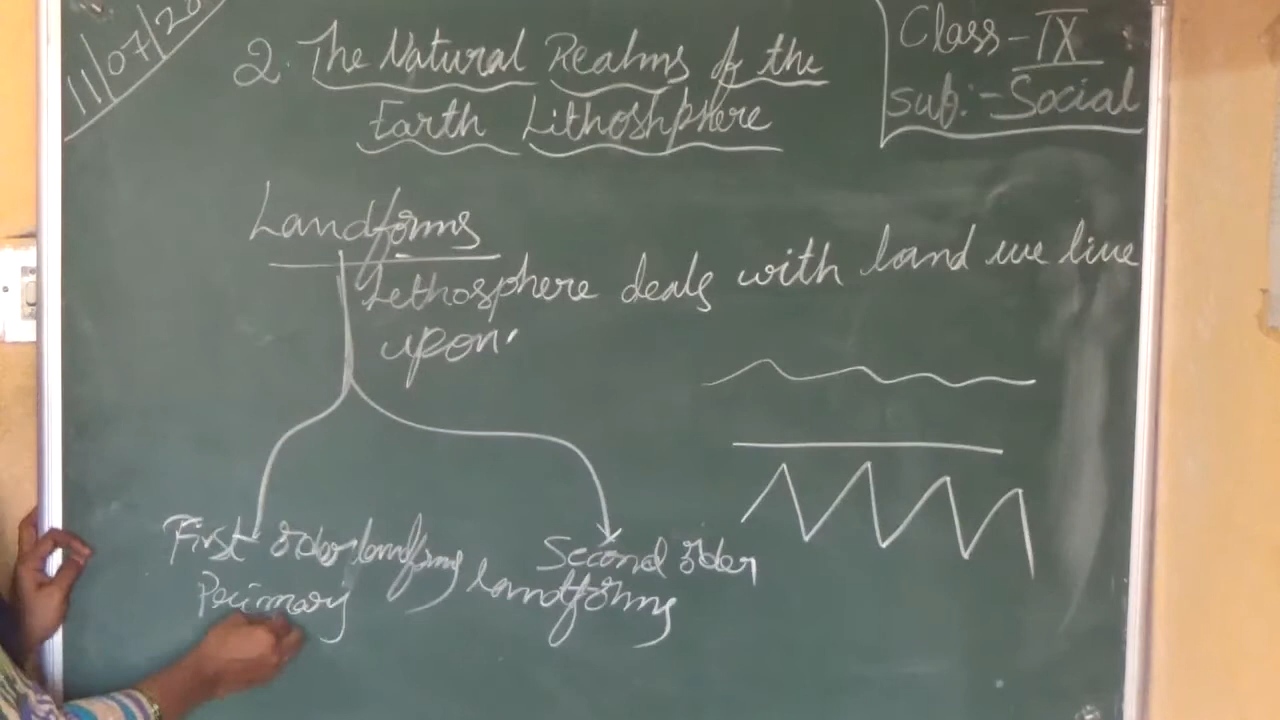 11/07/20
2. The Natural Realms of the
Earth Lithoshphere
Class - IX
Sub:- Social
Landforms
Lethosphere deals with land we live
upon.
First order landforms
Primary
Second order
landforms